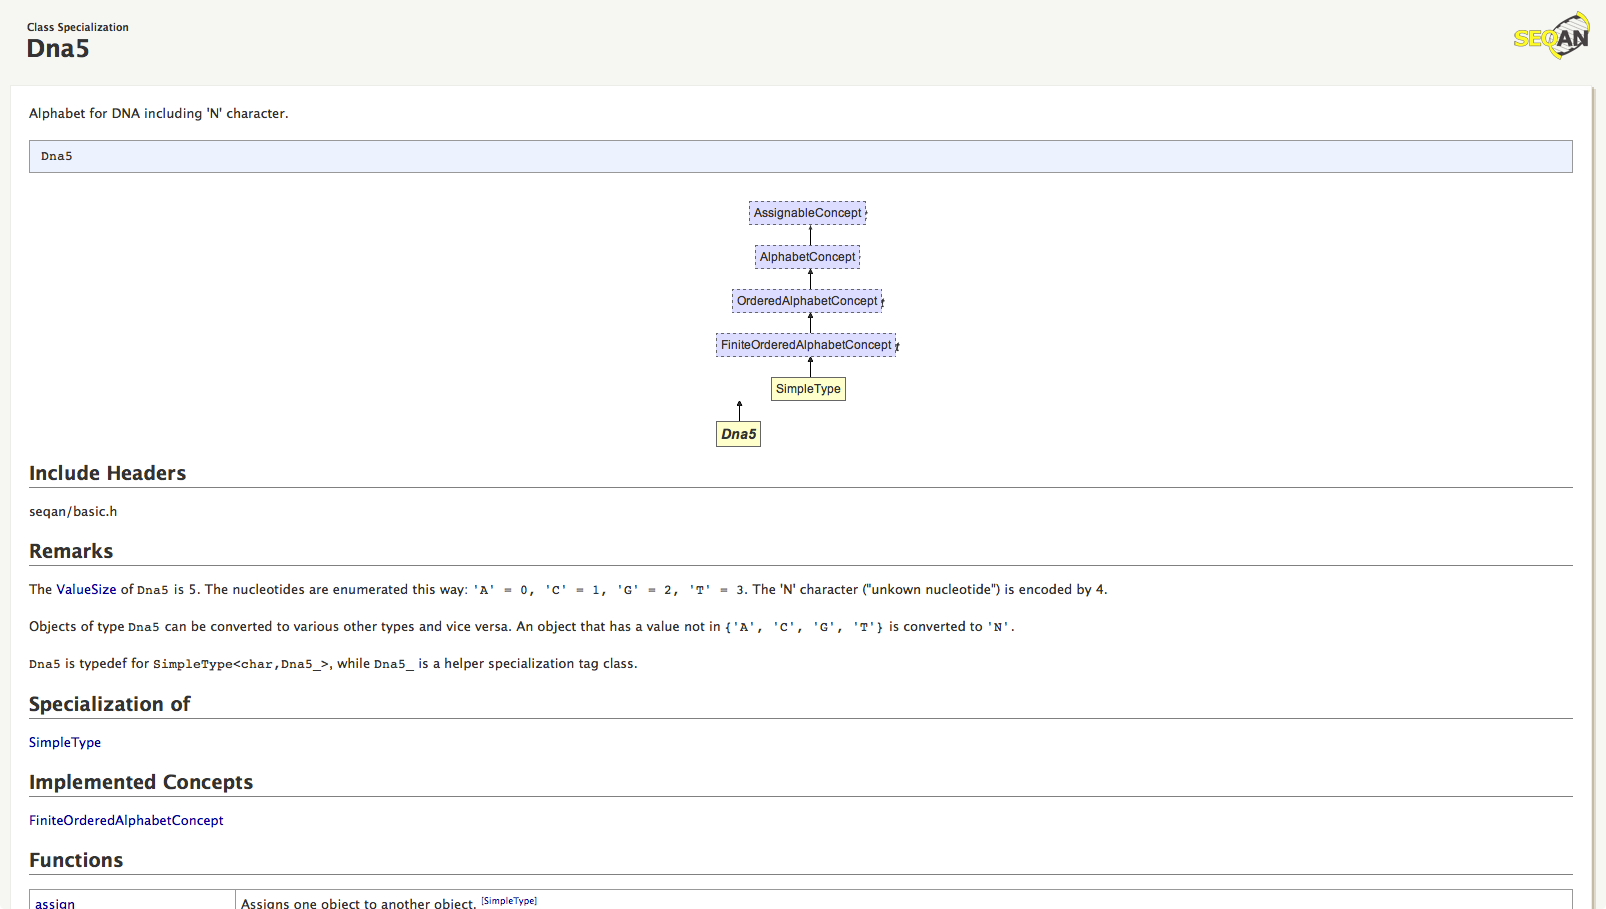 Class Specialization
Dna5
SEQAN
Alphabet for DNA including 'N' character.
Dna5
AssignableConcept
AlphabetConcept
OrderedAlphabetConcept
FiniteOrderedAlphabetConcept
SimpleType
Dna5
Include Headers
seqan/basic.h
Remarks
The ValueSize of Dna5 is 5. The nucleotides are enumerated this way: 'A' = 0, 'C' = 1, 'G' = 2, 'T' = 3. The 'N' character ("unkown nucleotide") is encoded by 4.
Objects of type Dna5 can be converted to various other types and vice versa. An object that has a value not in {'A', 'C', 'G', 'T'} is converted to 'N'.
Dna5 is typedef for SimpleType<char,Dna5_>, while Dna5_ is a helper specialization tag class.
Specialization of
SimpleType
Implemented Concepts
FiniteOrderedAlphabetConcept
Functions
assign Assigns one object to another object. [SimpleType]